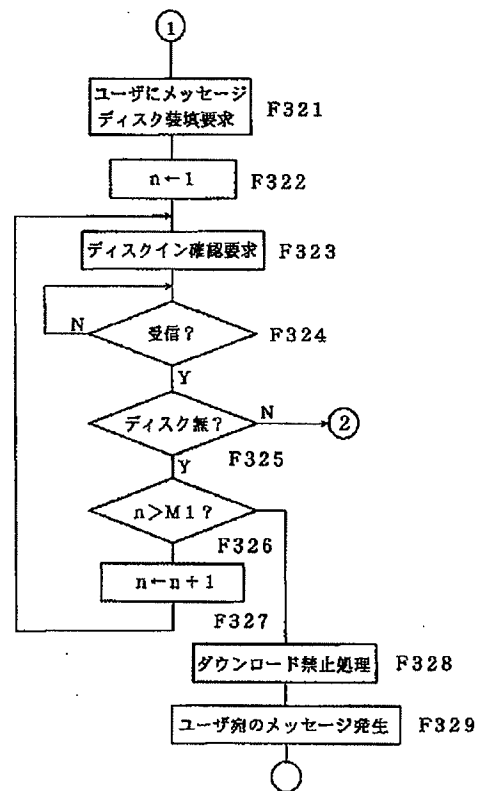 1
ユーザにメッセージ
ディスク装填要求
F321
n←1
F322
ディスクイン確認要求
F323
N
受信?
F324
Y
ディスク無?
N
2
F325
Y
n>M1?
F326
n←n+1
F327
ダウンロード禁止処理
F328
ユーザ宛のメッセージ発生
F329